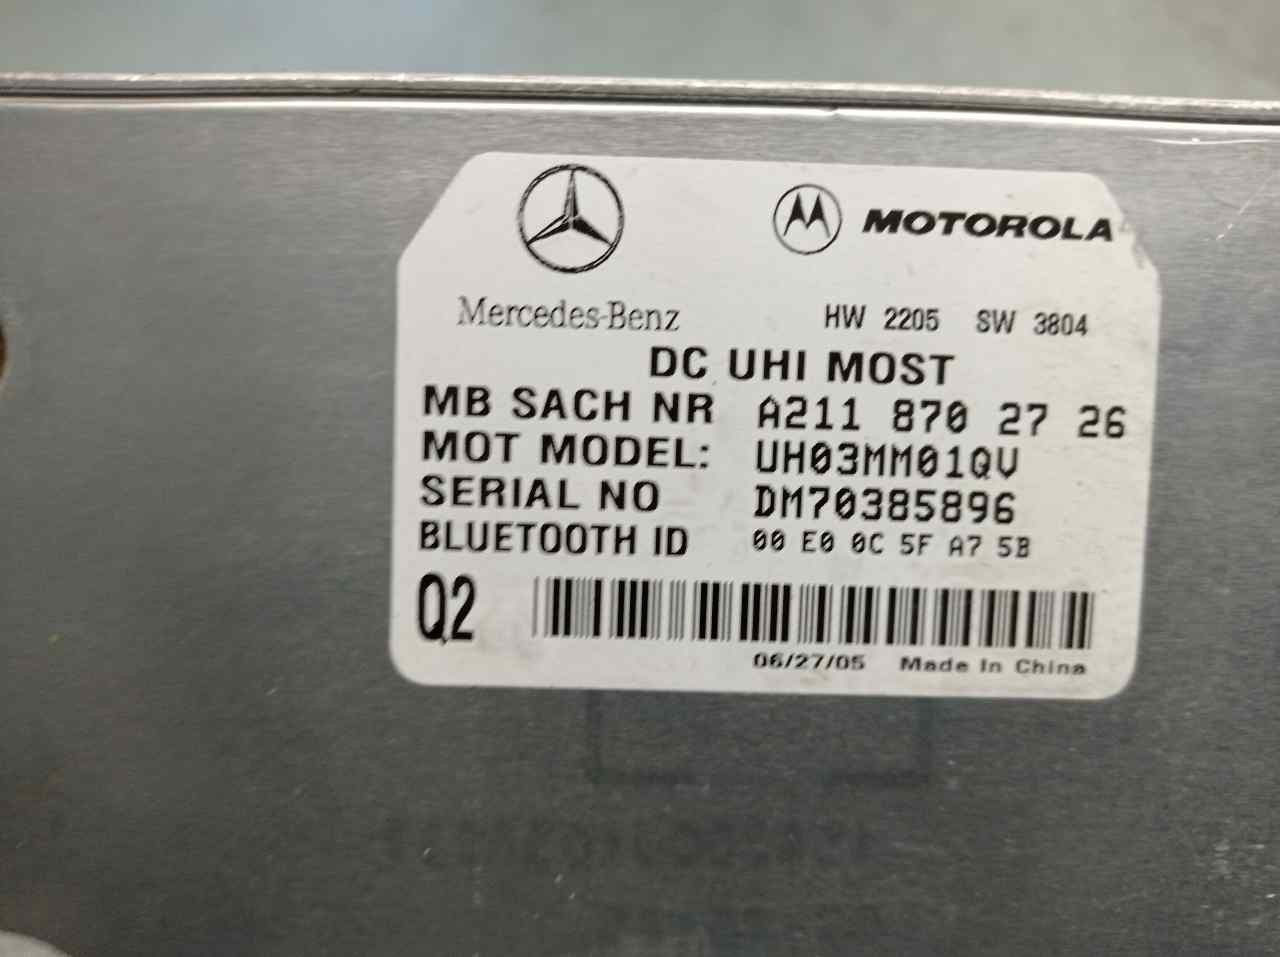 MOTOROLA
Mercedes-Benz
HW 2205 SW 3804
DC UHI MOST
MB SACH NR A211 870 27 26
MOT MODEL: UH03MM01QV
SERIAL NO DM70385896
BLUETOOTH ID 00 E0 0C 5F A7 5B
Q2
06/27/05 Made In China